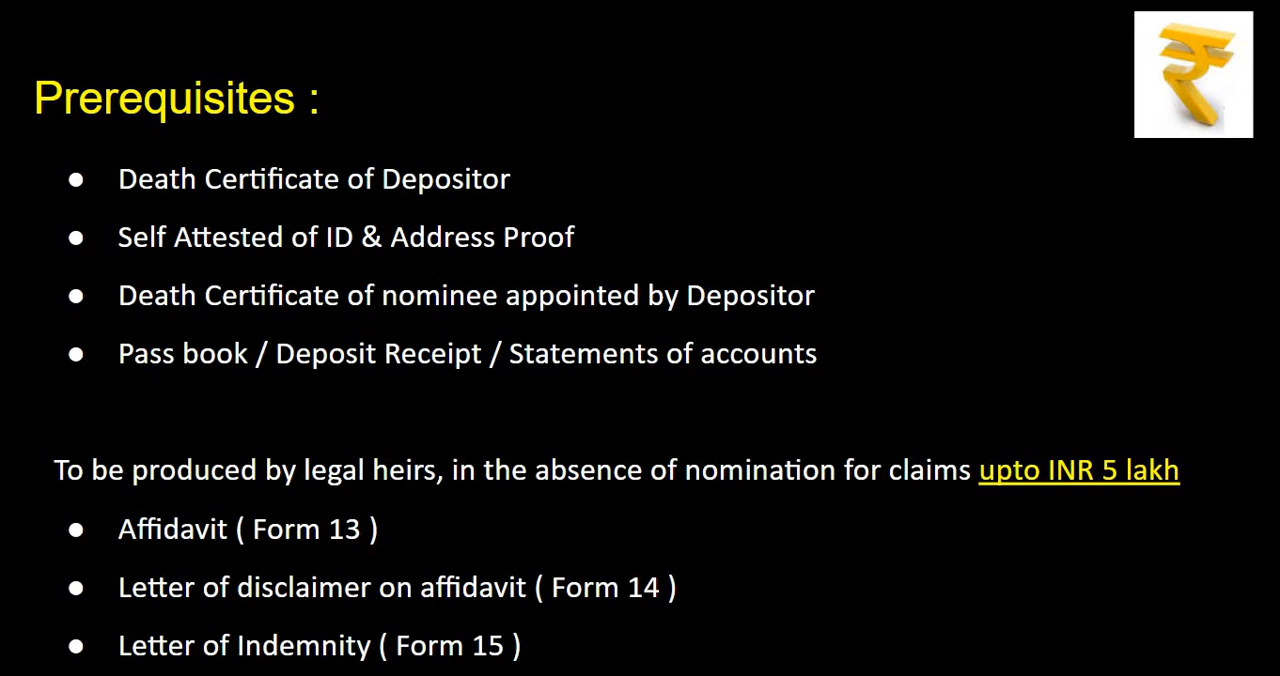 Prerequisites :
● Death Certificate of Depositor
● Self Attested of ID & Address Proof
● Death Certificate of nominee appointed by Depositor
● Pass book / Deposit Receipt / Statements of accounts
To be produced by legal heirs, in the absence of nomination for claims upto INR 5 lakh
● Affidavit ( Form 13 )
● Letter of disclaimer on affidavit ( Form 14 )
● Letter of Indemnity ( Form 15 )